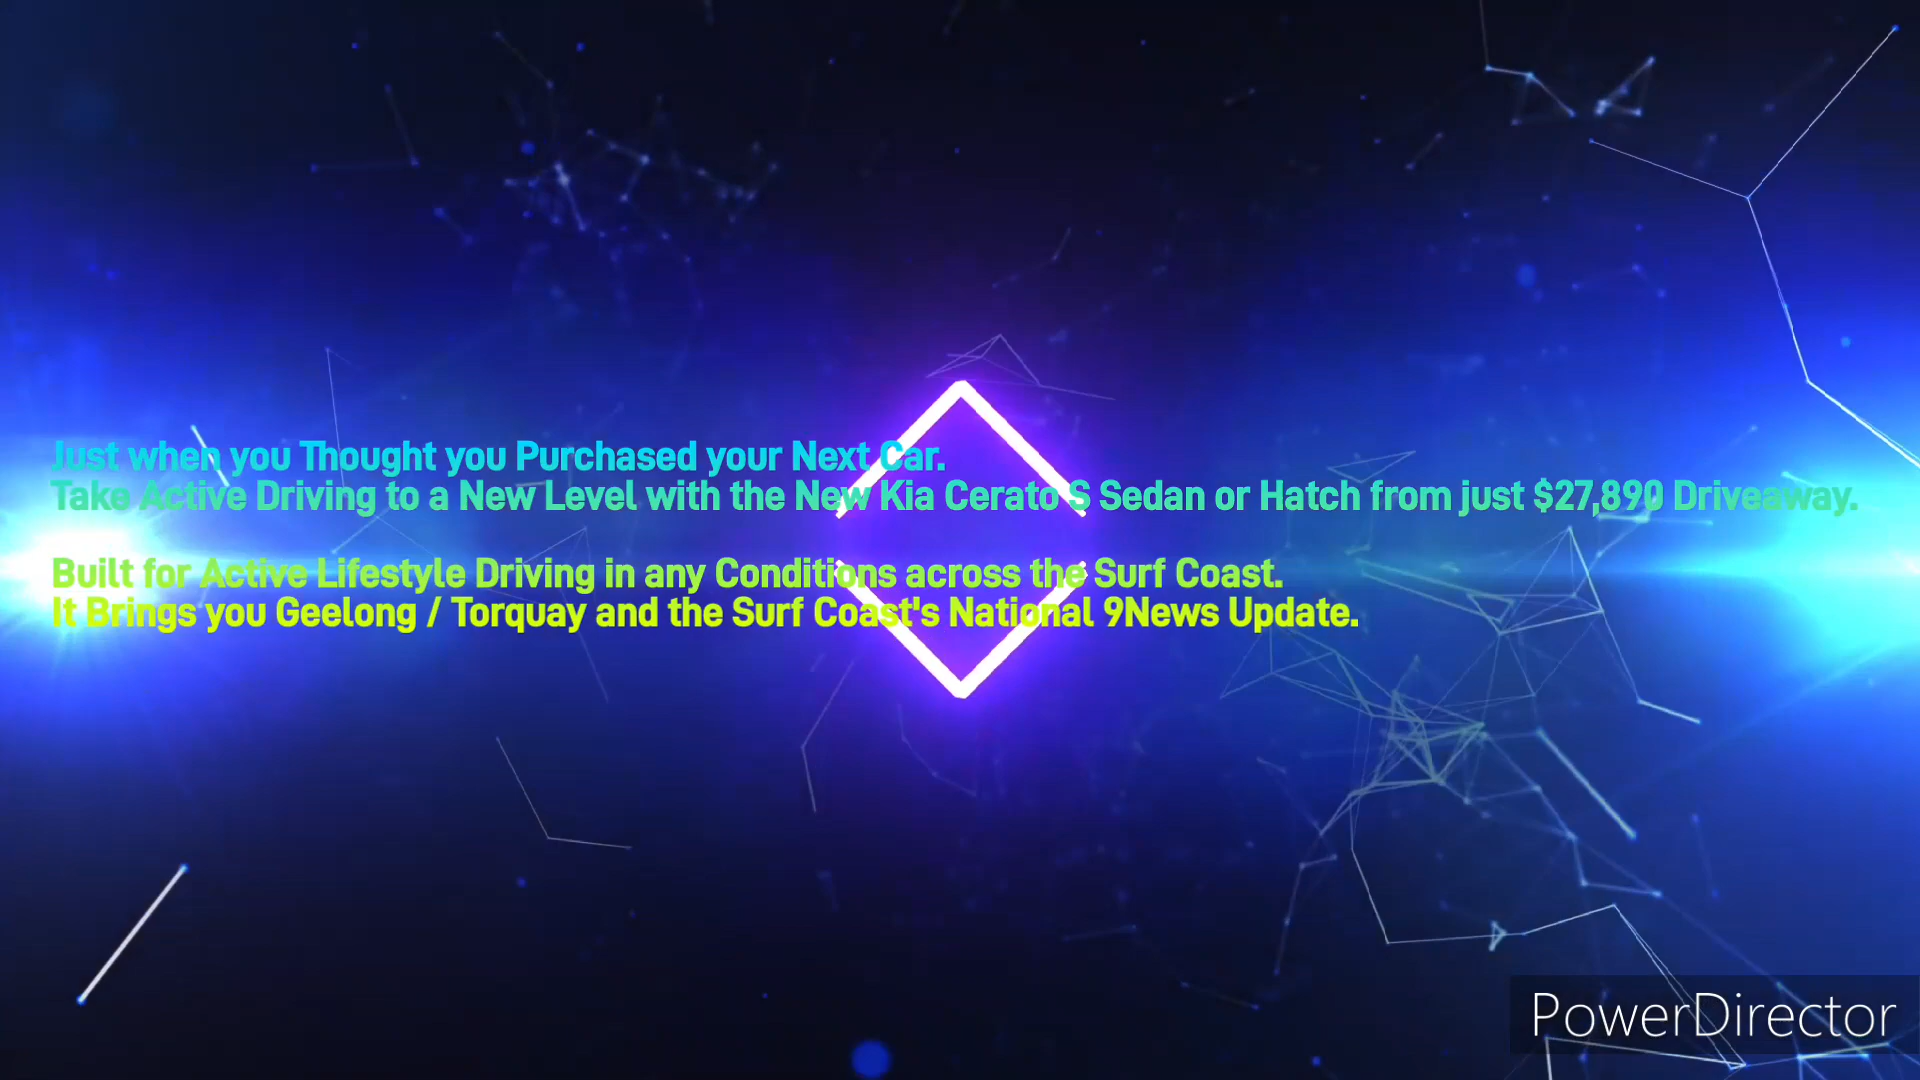 Just when you Thought you Purchased your Next Car.
Take Active Driving to a New Level with the New Kia Cerato S Sedan or Hatch from just $27,890 Driveaway.
Built for Active Lifestyle Driving in any Conditions across the Surf Coast.
It Brings you Geelong / Torquay and the Surf Coast's National 9News Update.
PowerDirector